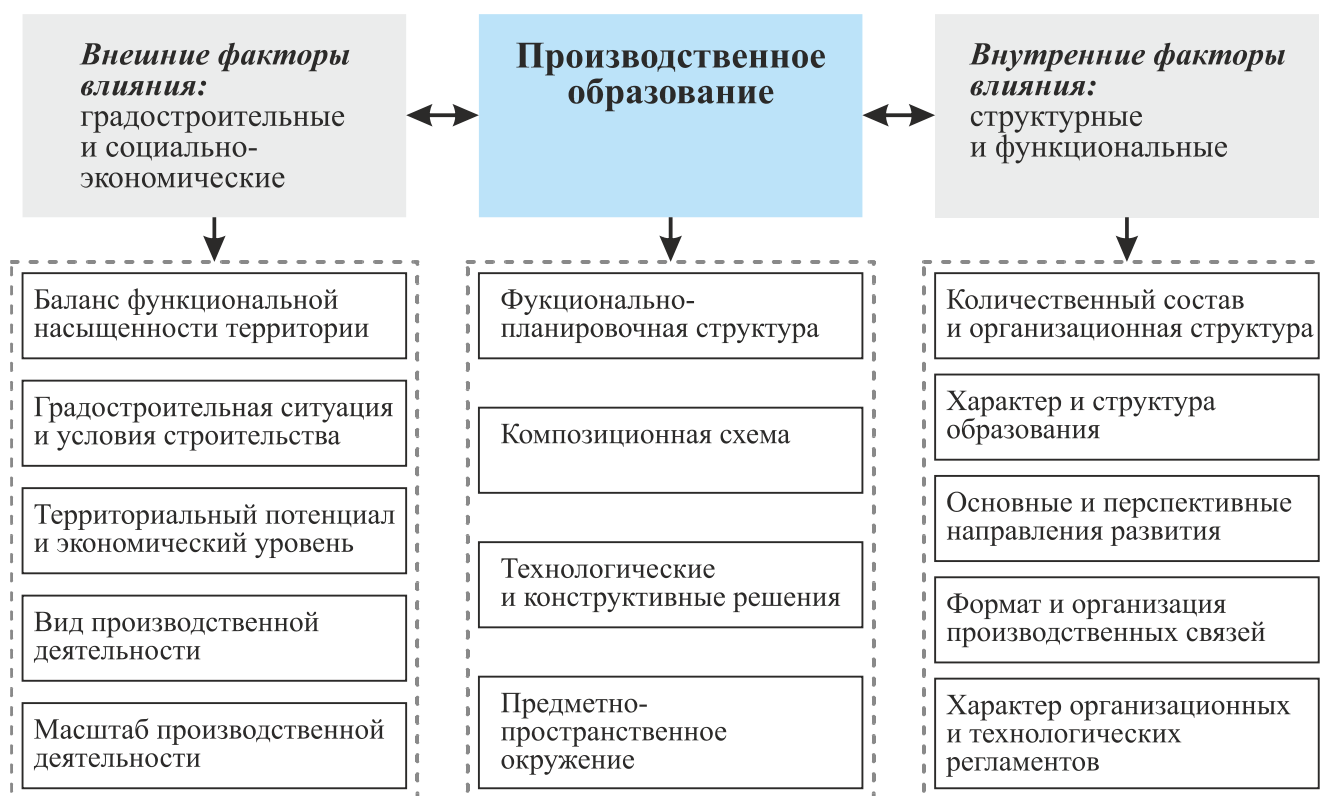 Внешние факторы
влияния:
градостроительные
и социально-
экономические
Производственное
образование
Внутренние факторы
влияния:
структурные
и функциональные
Баланс функциональной
насыщенности территории
Градостроительная ситуация
и условия строительства
Территориальный потенциал
и экономический уровень
Вид производственной
деятельности
Масштаб производственной
деятельности
Фукционально-
планировочная структура
Композиционная схема
Технологические
и конструктивные решения
Предметно-
пространственное
окружение
Количественный состав
и организационная структура
Характер и структура
образования
Основные и перспективные
направления развития
Формат и организация
производственных связей
Характер организационных
и технологических
регламентов